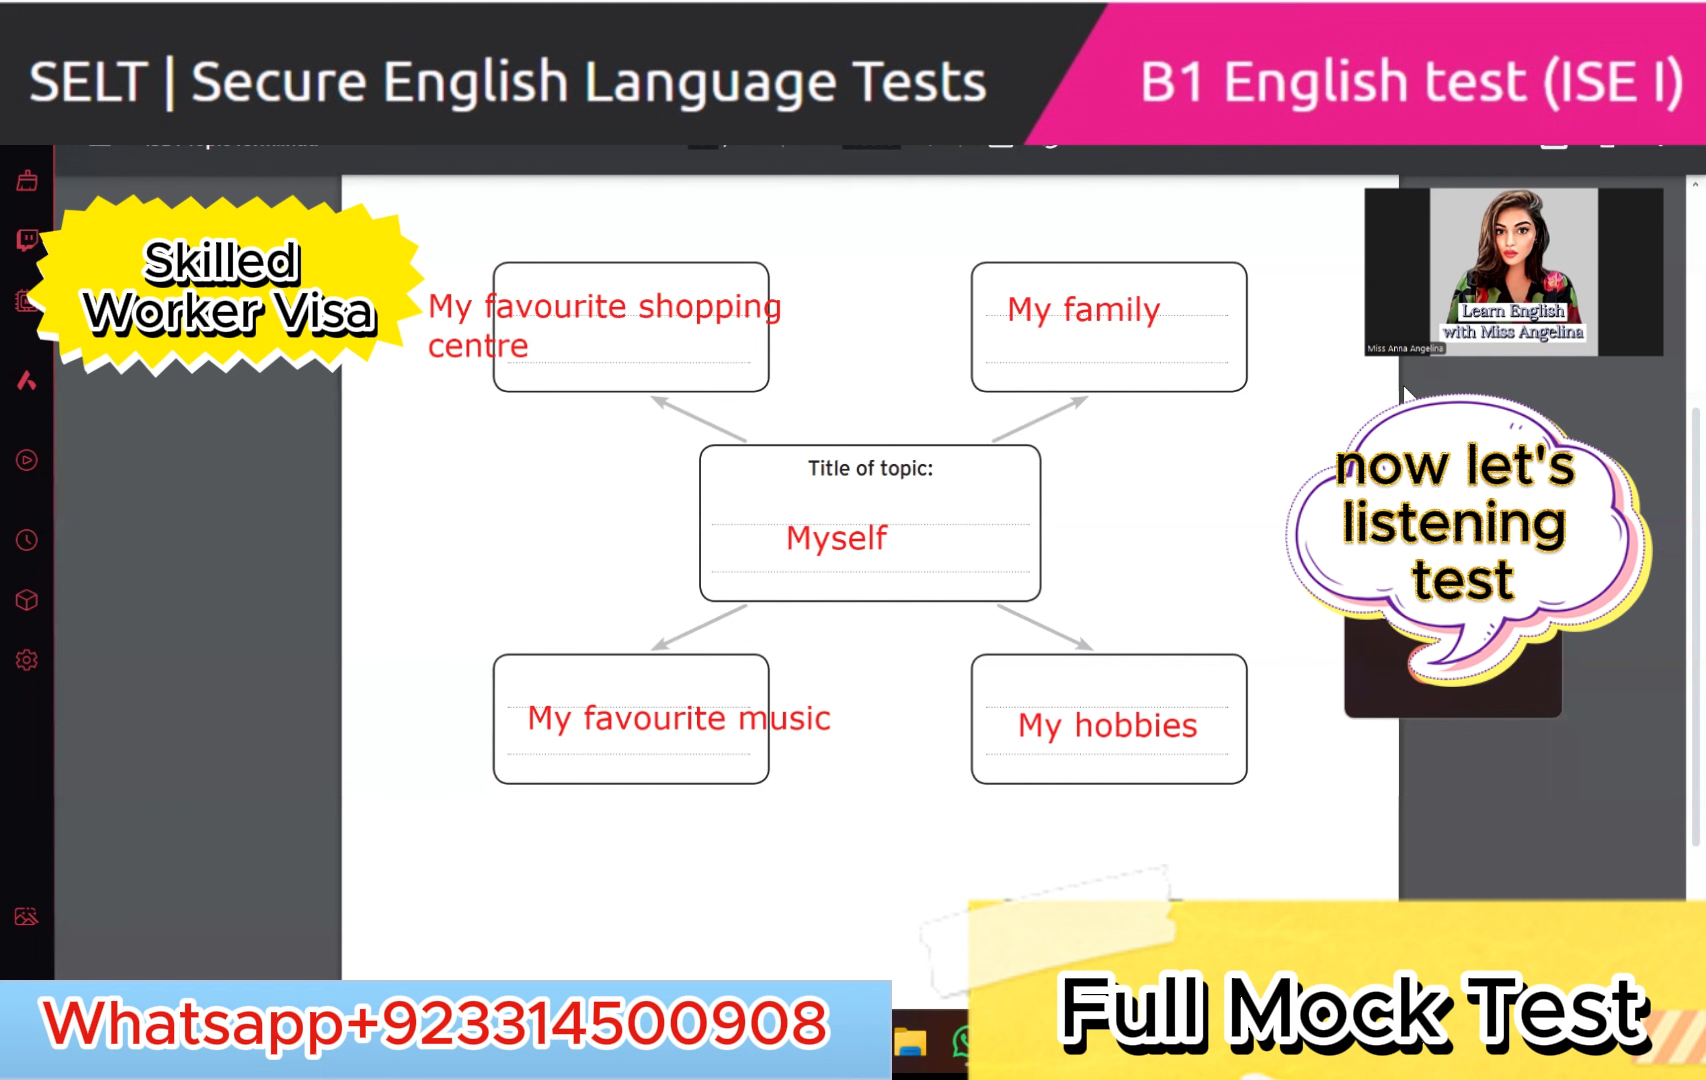 SELT | Secure English Language Tests
B1 English test (ISE I)
Skilled
Worker Visa
My favourite shopping
centre
My family
Learn English
with Miss Angelina
Miss Anna Angelina
Title of topic:
Myself
now let's
listening
test
My favourite music
My hobbies
Whatsapp+923314500908
Full Mock Test